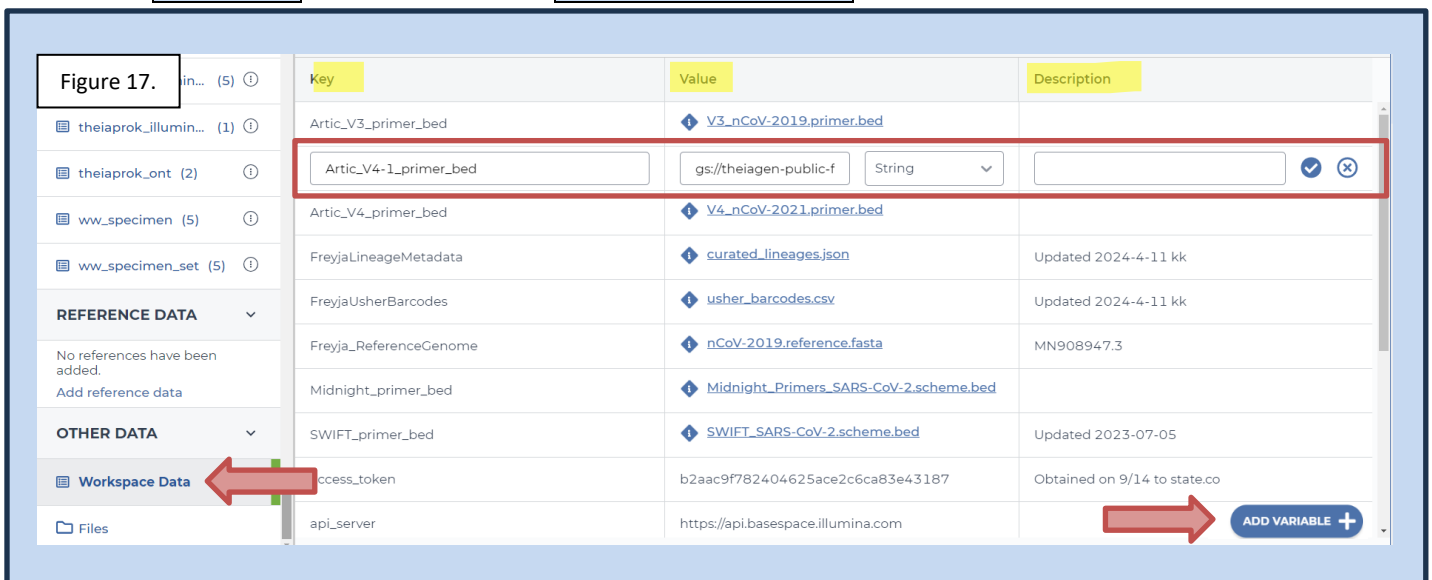 Figure 17.
in... (5)
Key Value Description
theiaprok_illumin... (1)
Artic_V3_primer_bed V3_nCoV-2019.primer.bed
theiaprok_ont (2)
Artic_V4-1_primer_bed gs://theiagen-public-f String
ww_specimen (5)
Artic_V4_primer_bed V4_nCoV-2021.primer.bed
ww_specimen_set (5)
FreyjaLineageMetadata curated_lineages.json Updated 2024-4-11 kk
REFERENCE DATA
FreyjaUsherBarcodes usher_barcodes.csv Updated 2024-4-11 kk
No references have been
added.
Add reference data
Freyja_ReferenceGenome nCoV-2019.reference.fasta MN908947.3
Midnight_primer_bed Midnight_Primers_SARS-CoV-2.scheme.bed
OTHER DATA
SWIFT_primer_bed SWIFT_SARS-CoV-2.scheme.bed Updated 2023-07-05
Workspace Data
ccess_token b2aac9f782404625ace2c6ca83e43187 Obtained on 9/14 to state.co
Files
api_server https://api.basespace.illumina.com
ADD VARIABLE